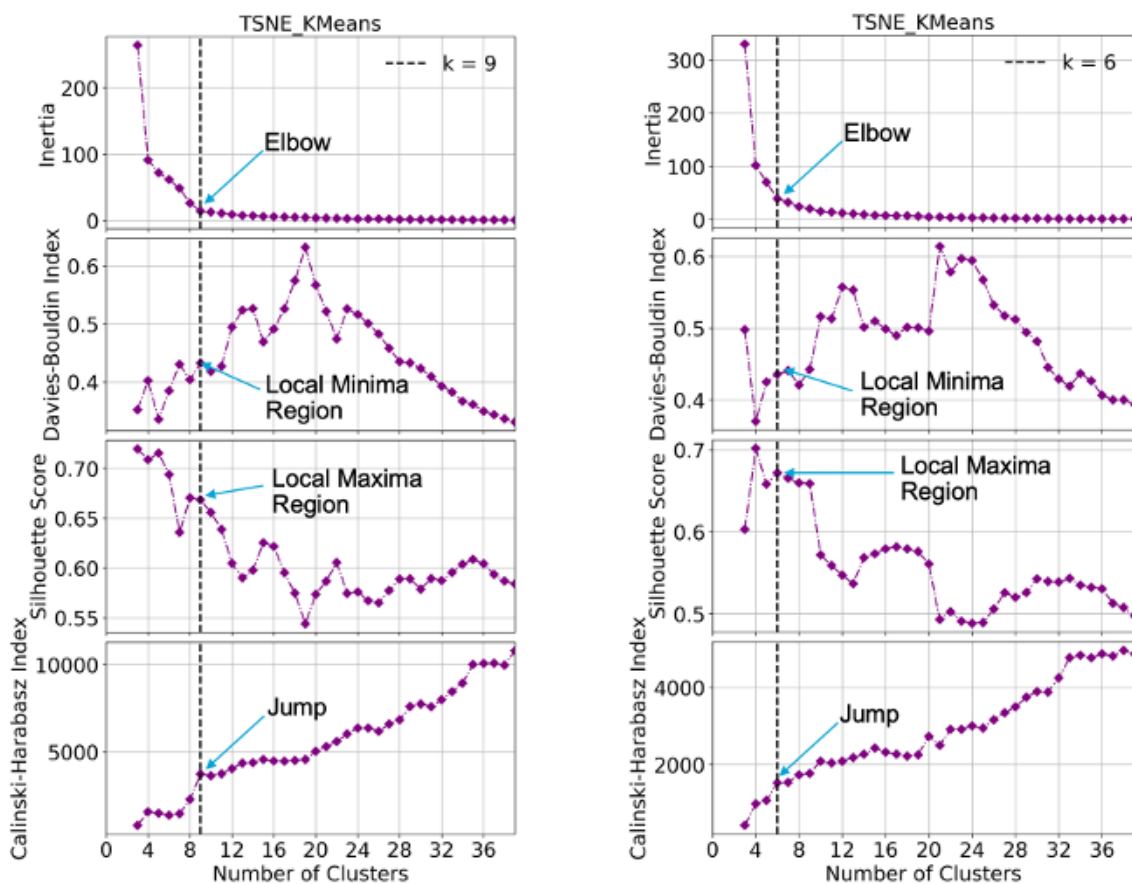 TSNE_KMeans
Inertia
200
100
0
k = 9
Elbow
Davies-Bouldin Index
0.6
0.5
0.4
Local Minima
Region
Silhouette Score
0.70
0.65
0.60
0.55
Local Maxima
Region
Calinski-Harabasz Index
10000
5000
Jump
0 4 8 12 16 20 24 28 32 36
Number of Clusters
TSNE_KMeans
Inertia
300
200
100
0
k = 6
Elbow
Davies-Bouldin Index
0.6
0.5
0.4
Local Minima
Region
Silhouette Score
0.7
0.6
0.5
Local Maxima
Region
Calinski-Harabasz Index
4000
2000
Jump
0 4 8 12 16 20 24 28 32 36
Number of Clusters